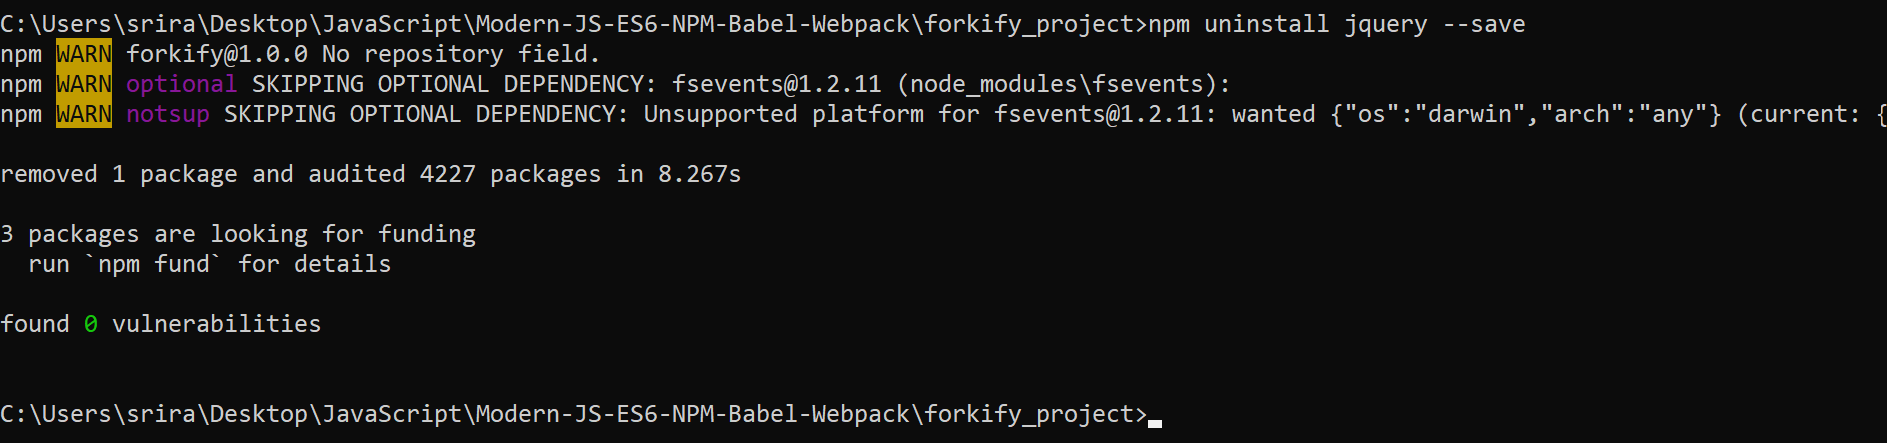 C:\Users\srira\Desktop\JavaScript\Modern-JS-ES6-NPM-Babel-Webpack\forkify_project>npm uninstall jquery --save
npm WARN forkify@1.0.0 No repository field.
npm WARN optional SKIPPING OPTIONAL DEPENDENCY: fsevents@1.2.11 (node_modules\fsevents):
npm WARN notsup SKIPPING OPTIONAL DEPENDENCY: Unsupported platform for fsevents@1.2.11: wanted {"os":"darwin","arch":"any"} (current: {
removed 1 package and audited 4227 packages in 8.267s
3 packages are looking for funding
run `npm fund` for details
found 0 vulnerabilities
C:\Users\srira\Desktop\JavaScript\Modern-JS-ES6-NPM-Babel-Webpack\forkify_project>